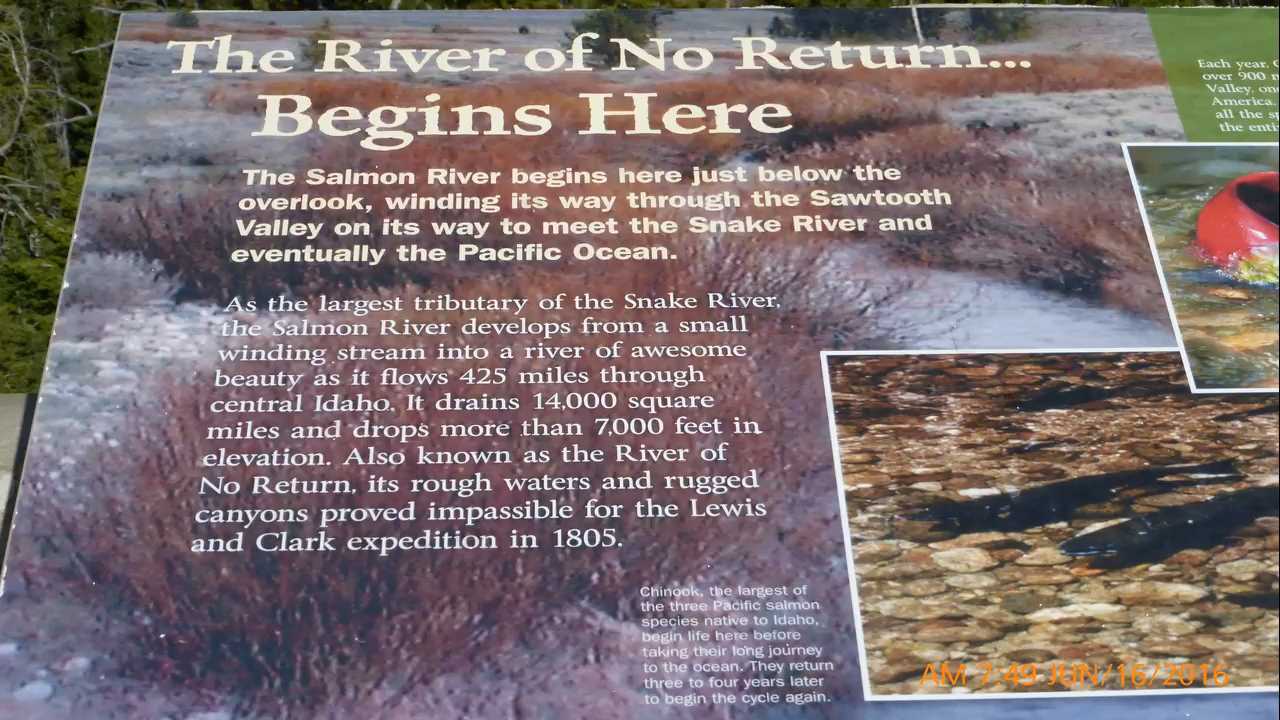 The River of No Return...
Begins Here
The Salmon River begins here just below the
overlook, winding its way through the Sawtooth
Valley on its way to meet the Snake River and
eventually the Pacific Ocean.
As the largest tributary of the Snake River,
the Salmon River develops from a small
winding stream into a river of awesome
beauty as it flows 425 miles through
central Idaho. It drains 14,000 square
miles and drops more than 7,000 feet in
elevation. Also known as the River of
No Return, its rough waters and rugged
canyons proved impassible for the Lewis
and Clark expedition in 1805.
Chinook, the largest of
the three Pacific salmon
species native to Idaho,
begin life here before
taking their long journey
to the ocean. They return
three to four years later
to begin the cycle again.
Each year,
over 900
Valley, one
America.
all the
the
AM 7:49 JUN/16/2016